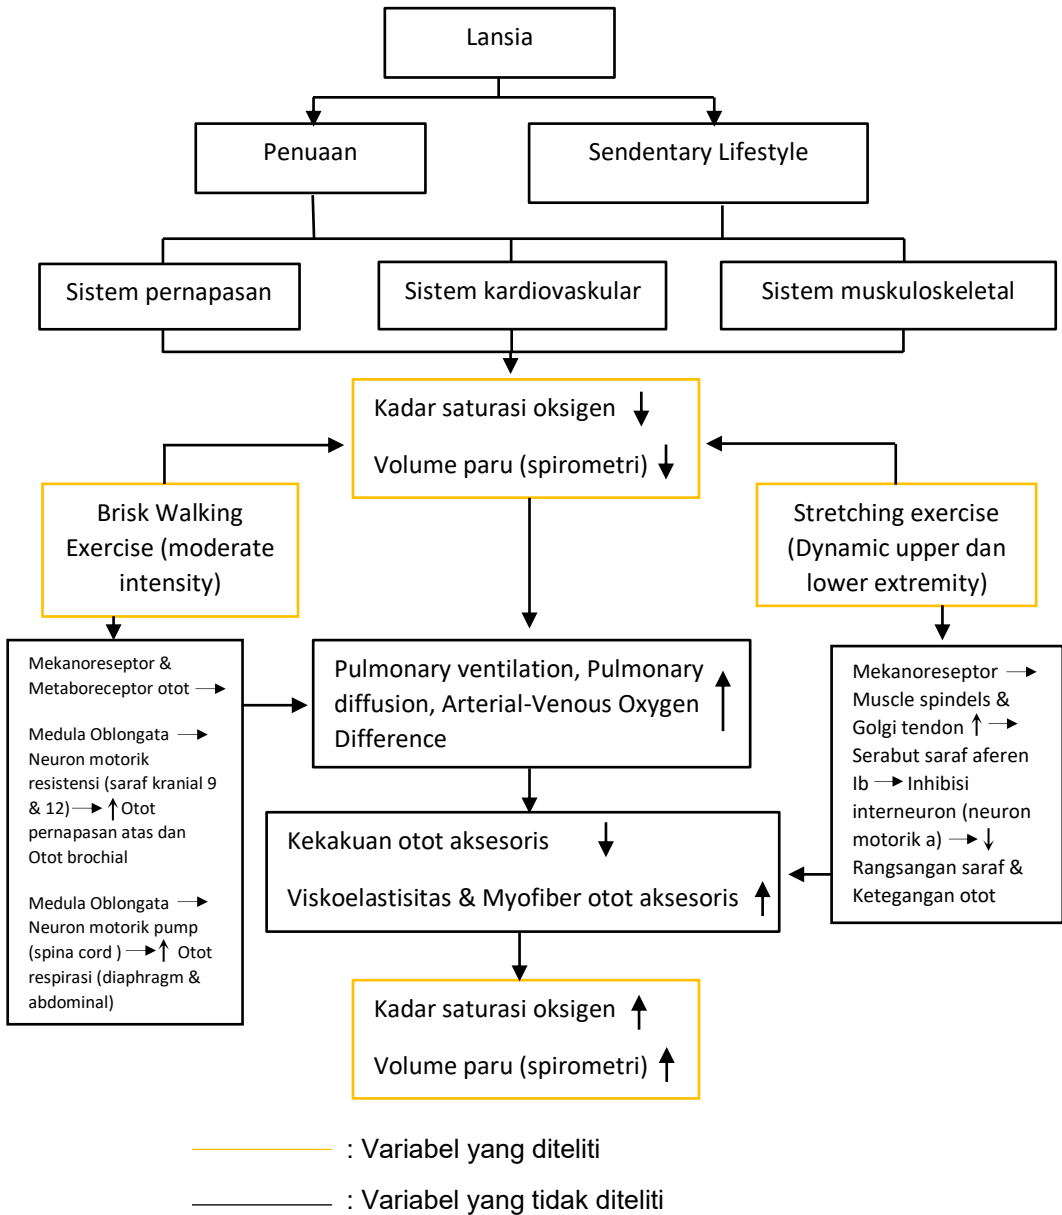 Lansia
Penuaan
Sendentary Lifestyle
Sistem pernapasan
Sistem kardiovaskular
Sistem muskuloskeletal
Kadar saturasi oksigen ↓
Volume paru (spirometri) ↓
Brisk Walking
Exercise (moderate
intensity)
Stretching exercise
(Dynamic upper dan
lower extremity)
Mekanoreseptor &
Metaboreceptor otot →
Medula Oblongata →
Neuron motorik
resistensi (saraf kranial 9
& 12) → ↑ Otot
pernapasan atas dan
Otot brochial
Medula Oblongata →
Neuron motorik pump
(spina cord ) → ↑ Otot
respirasi (diaphragm &
abdominal)
Pulmonary ventilation, Pulmonary
diffusion, Arterial-Venous Oxygen
Difference ↑
Mekanoreseptor →
Muscle spindels &
Golgi tendon ↑ →
Serabut saraf aferen
Ib → Inhibisi
interneuron (neuron
motorik a) → ↓
Rangsangan saraf &
Ketegangan otot
Kekakuan otot aksesoris ↓
Viskoelastisitas & Myofiber otot aksesoris ↑
Kadar saturasi oksigen ↑
Volume paru (spirometri) ↑
: Variabel yang diteliti
: Variabel yang tidak diteliti